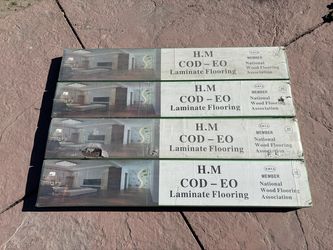 H.M
COD – EO
Laminate Flooring
MEMBER
National
Wood Flooring
Association
H.M
COD – EO
Laminate Flooring
MEMBER
National
Wood Flooring
Association
H.M
COD – EO
Laminate Flooring
MEMBER
National
Wood Flooring
Association
H.M
COD – EO
Laminate Flooring
MEMBER
National
Wood Flooring
Association